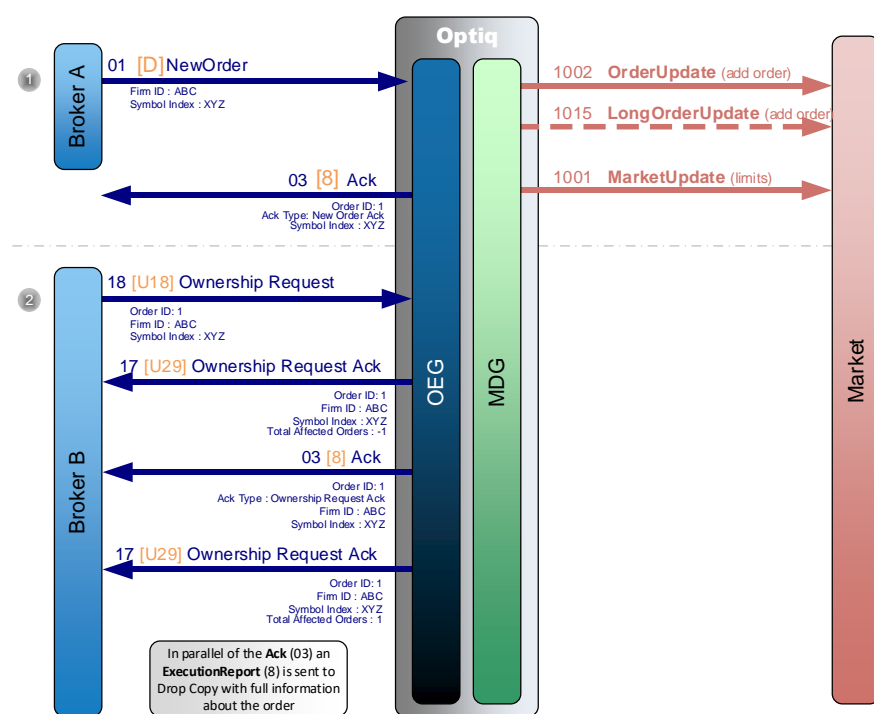 Optiq
1
Broker A
01 [D]NewOrder
Firm ID : ABC
Symbol Index : XYZ
1002 OrderUpdate (add order)
1015 LongOrderUpdate (add order)
03 [8] Ack
Order ID: 1
Ack Type: New Order Ack
Symbol Index : XYZ
1001 MarketUpdate (limits)
OEG
MDG
Market
2
Broker B
18 [U18] Ownership Request
Order ID: 1
Firm ID : ABC
Symbol Index : XYZ
17 [U29] Ownership Request Ack
Order ID: 1
Firm ID : ABC
Symbol Index : XYZ
Total Affected Orders : -1
03 [8] Ack
Order ID: 1
Ack Type : Ownership Request Ack
Firm ID : ABC
Symbol Index : XYZ
17 [U29] Ownership Request Ack
Order ID: 1
Firm ID : ABC
Symbol Index : XYZ
Total Affected Orders : 1
In parallel of the Ack (03) an
ExecutionReport (8) is sent to
Drop Copy with full information
about the order